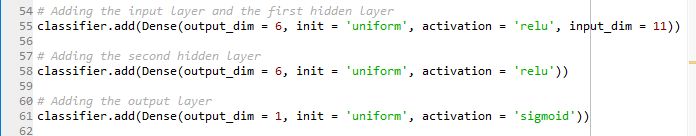 54 # Adding the input layer and the first hidden layer
55 classifier.add(Dense(output_dim = 6, init = 'uniform', activation = 'relu', input_dim = 11))
56
57 # Adding the second hidden layer
58 classifier.add(Dense(output_dim = 6, init = 'uniform', activation = 'relu'))
59
60 # Adding the output layer
61 classifier.add(Dense(output_dim = 1, init = 'uniform', activation = 'sigmoid'))
62